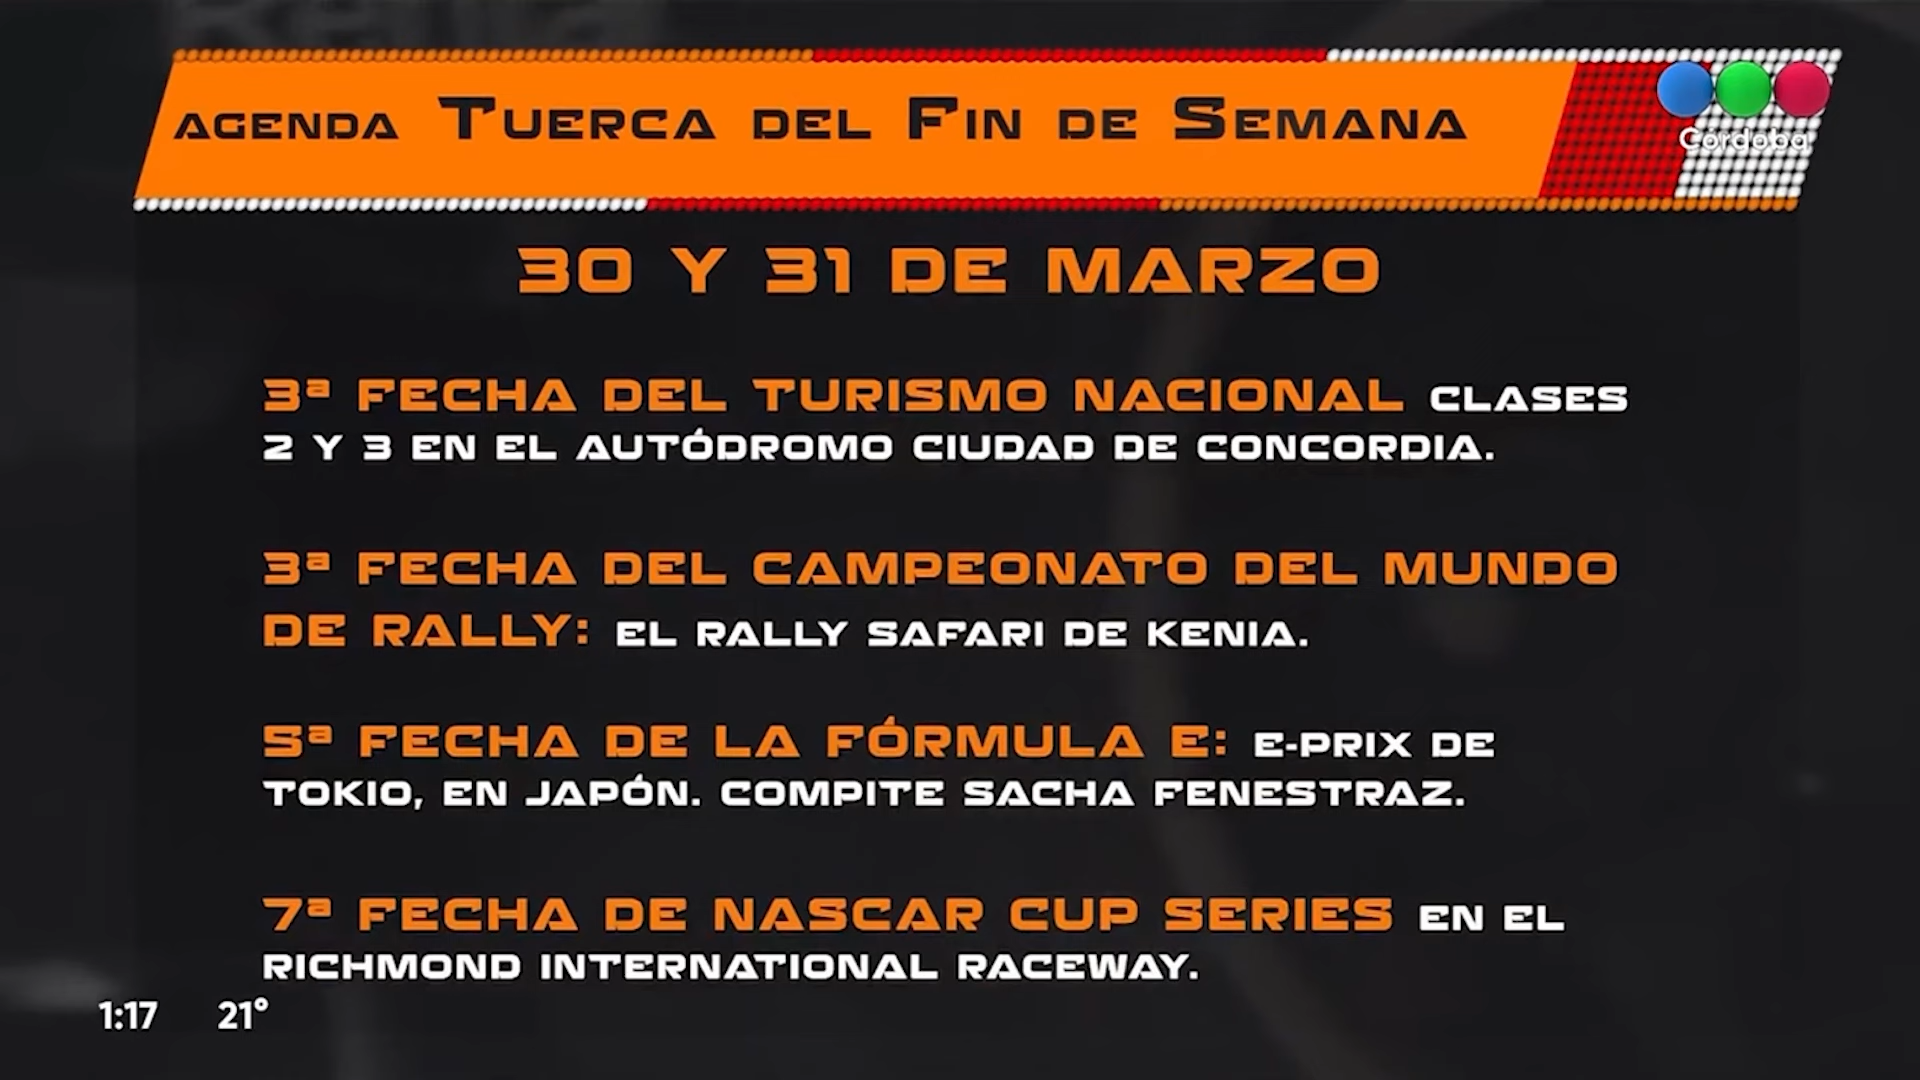 AGENDA TUERCA DEL FIN DE SEMANA
Córdoba
30 Y 31 DE MARZO
3ª FECHA DEL TURISMO NACIONAL CLASES
2 Y 3 EN EL AUTÓDROMO CIUDAD DE CONCORDIA.
3ª FECHA DEL CAMPEONATO DEL MUNDO
DE RALLY: EL RALLY SAFARI DE KENIA.
5ª FECHA DE LA FÓRMULA E: E-PRIX DE
TOKIO, EN JAPÓN. COMPITE SACHA FENESTRAZ.
7ª FECHA DE NASCAR CUP SERIES EN EL
RICHMOND INTERNATIONAL RACEWAY.
1:17 21°